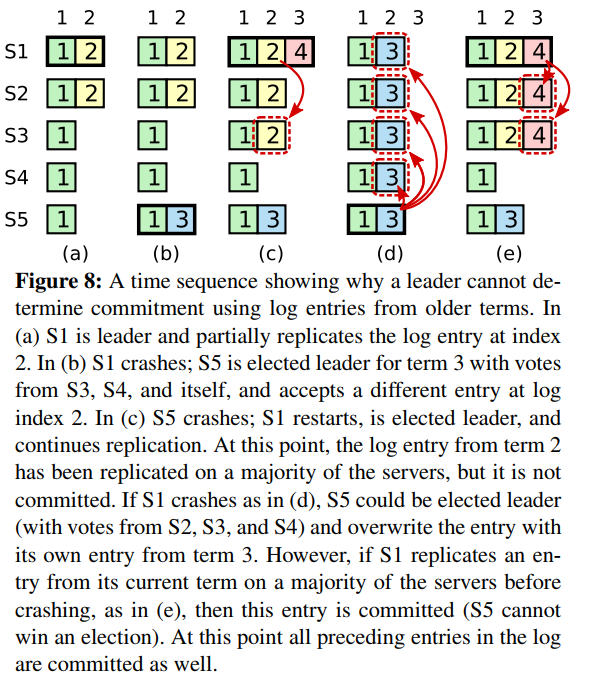 1 2 1 2 1 2 3 1 2 3 1 2 3
S1 1 2 1 2 1 2 4 1 3 1 2 4
S2 1 2 1 2 1 2 1 3 1 2 4
S3 1 1 1 2 1 3 1 2 4
S4 1 1 1 1 3 1
S5 1 1 3 1 3 1 3 1 3
(a) (b) (c) (d) (e)
Figure 8: A time sequence showing why a leader cannot de-
termine commitment using log entries from older terms. In
(a) S1 is leader and partially replicates the log entry at index
2. In (b) S1 crashes; S5 is elected leader for term 3 with votes
from S3, S4, and itself, and accepts a different entry at log
index 2. In (c) S5 crashes; S1 restarts, is elected leader, and
continues replication. At this point, the log entry from term 2
has been replicated on a majority of the servers, but it is not
committed. If S1 crashes as in (d), S5 could be elected leader
(with votes from S2, S3, and S4) and overwrite the entry with
its own entry from term 3. However, if S1 replicates an en-
try from its current term on a majority of the servers before
crashing, as in (e), then this entry is committed (S5 cannot
win an election). At this point all preceding entries in the log
are committed as well.